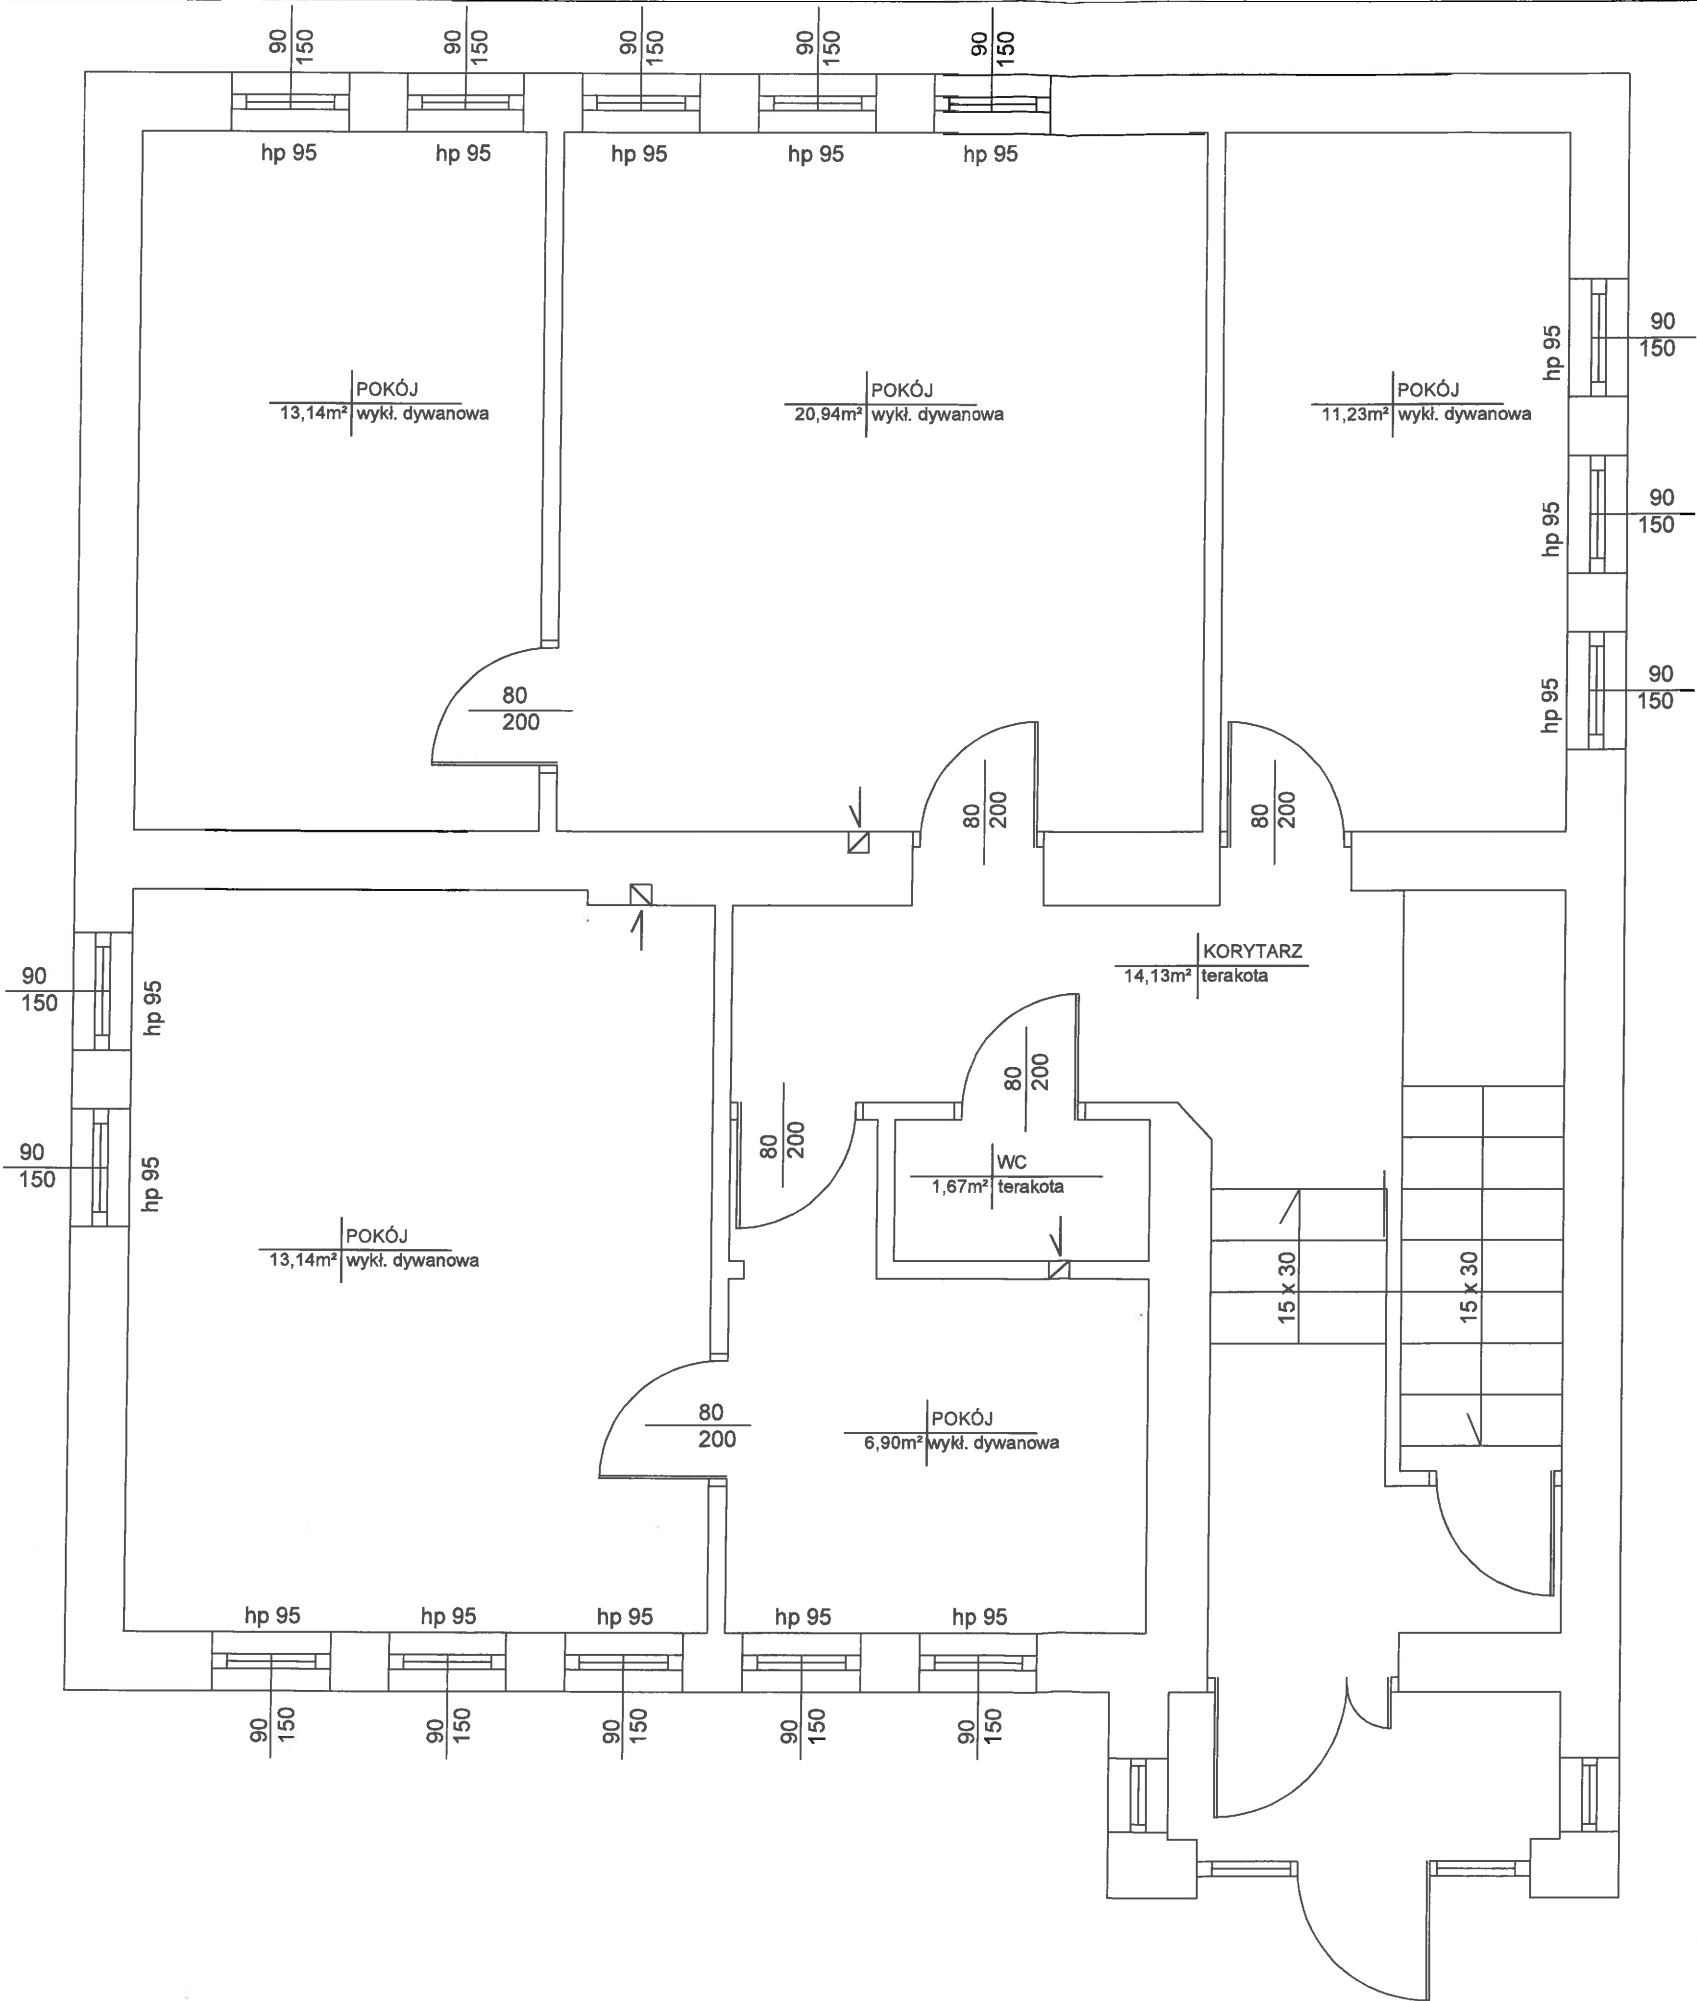 90
150
90
150
90
150
90
150
90
150
hp 95
hp 95
hp 95
hp 95
hp 95
90
150
hp 95
POKÓJ
13,14m² wykł. dywanowa
POKÓJ
20,94m² wykł. dywanowa
POKÓJ
11,23m² wykł. dywanowa
90
150
hp 95
90
150
hp 95
80
200
80
200
80
200
KORYTARZ
14,13m² terakota
90
150
hp 95
80
200
80
200
90
150
hp 95
WC
1,67m² terakota
POKÓJ
13,14m² wykł. dywanowa
15 x 30
15 x 30
80
200
POKÓJ
6,90m² wykł. dywanowa
hp 95
hp 95
hp 95
hp 95
hp 95
90
150
90
150
90
150
90
150
90
150